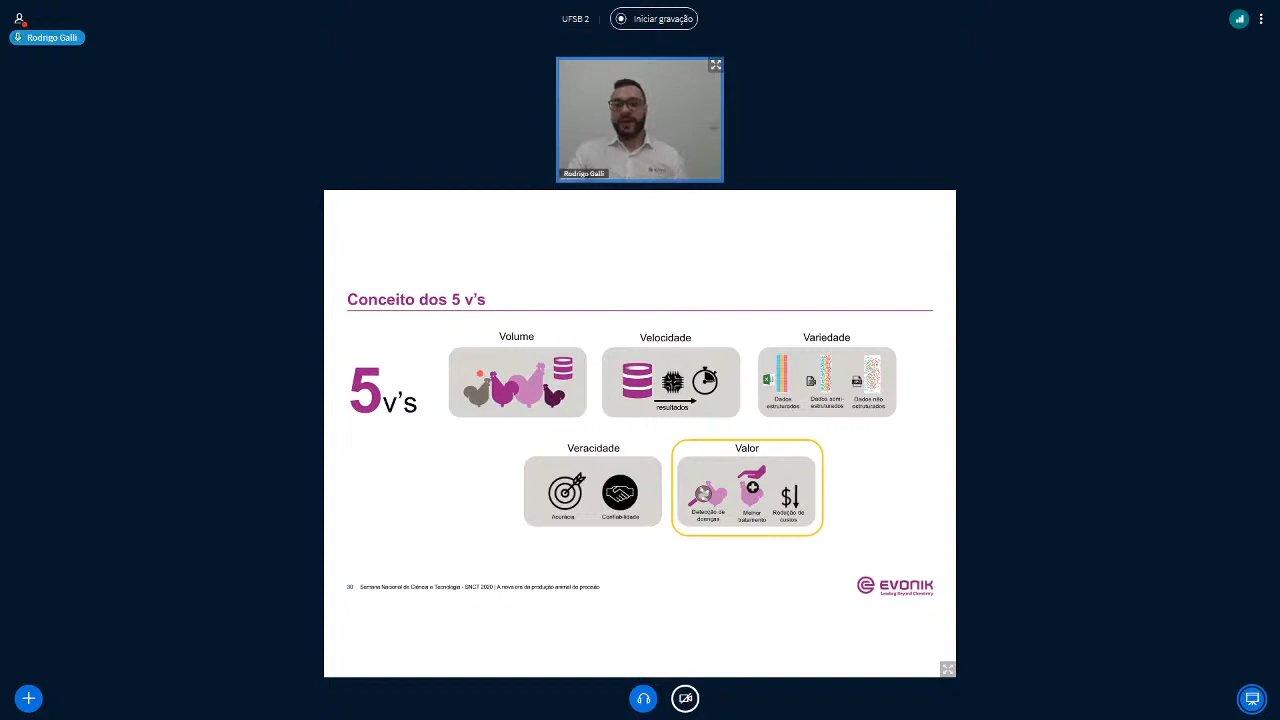 UFSB 2
Iniciar gravação
Rodrigo Galli
Rodrigo Galli
Conceito dos 5 v's
5v's
Volume
Velocidade
resultados
Variedade
Dados estruturados
Dados semi-estruturados
Dados não estruturados
Veracidade
Acurácia
Confiabilidade
Valor
Detecção de doenças
Melhor tratamento
Redução de custos
30 Semana Nacional de Ciência e Tecnologia - SNCT 2020 | A nova era da produção animal de precisão
EVONIK
Leading Beyond Chemistry